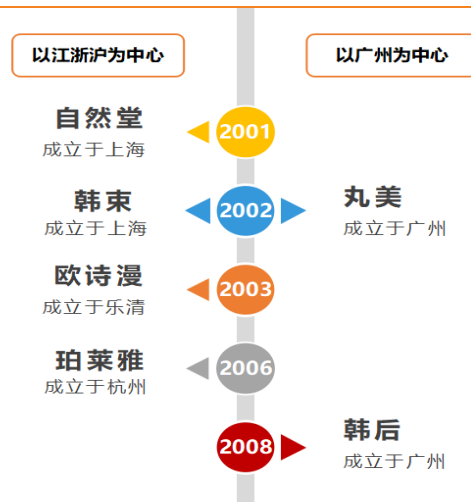 以江浙沪为中心
以广州为中心
自然堂
成立于上海
2001
韩束
成立于上海
2002
丸美
成立于广州
欧诗漫
成立于乐清
2003
珀莱雅
成立于杭州
2006
2008
韩后
成立于广州